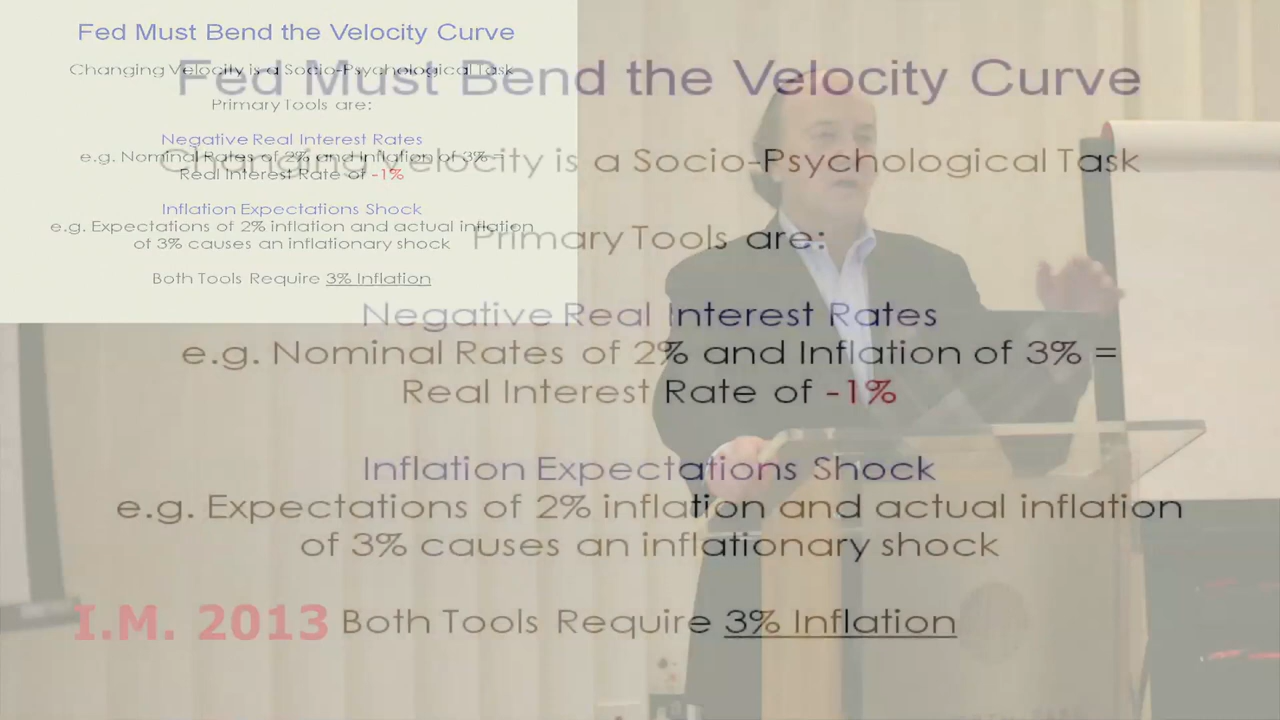 Fed Must Bend the Velocity Curve
Changing Velocity is a Socio-Psychological Task
Primary Tools are:
Negative Real Interest Rates
e.g. Nominal Rates of 2% and Inflation of 3% =
Real Interest Rate of -1%
Inflation Expectations Shock
e.g. Expectations of 2% inflation and actual inflation
of 3% causes an inflationary shock
Both Tools Require 3% Inflation
Fed Must Bend the Velocity Curve
Changing Velocity is a Socio-Psychological Task
Primary Tools are:
Negative Real Interest Rates
e.g. Nominal Rates of 2% and Inflation of 3% =
Real Interest Rate of -1%
Inflation Expectations Shock
e.g. Expectations of 2% inflation and actual inflation
of 3% causes an inflationary shock
I.M. 2013
Both Tools Require 3% Inflation